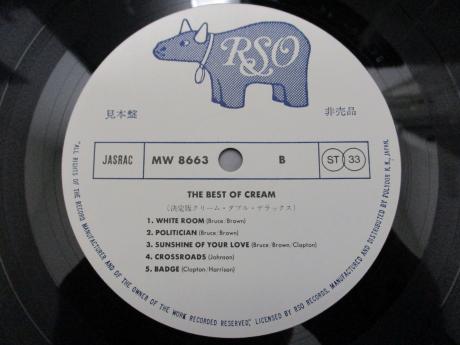 RSO
見本盤 非売品
JASRAC MW 8663 B ST 33
THE BEST OF CREAM
(決定版クリーム・ダブル・デラックス)
1. WHITE ROOM (Bruce/Brown)
2. POLITICIAN (Bruce/Brown)
3. SUNSHINE OF YOUR LOVE (Bruce/Brown/Clapton)
4. CROSSROADS (Johnson)
5. BADGE (Clapton/Harrison)
"ALL RIGHTS OF THE RECORD MANUFACTURER AND OF THE OWNER OF THE WORK RECORDED RESERVED," LICENSED BY RSO RECORDS, MANUFACTURED AND DISTRIBUTED BY POLYDOR K. K., JAPAN.